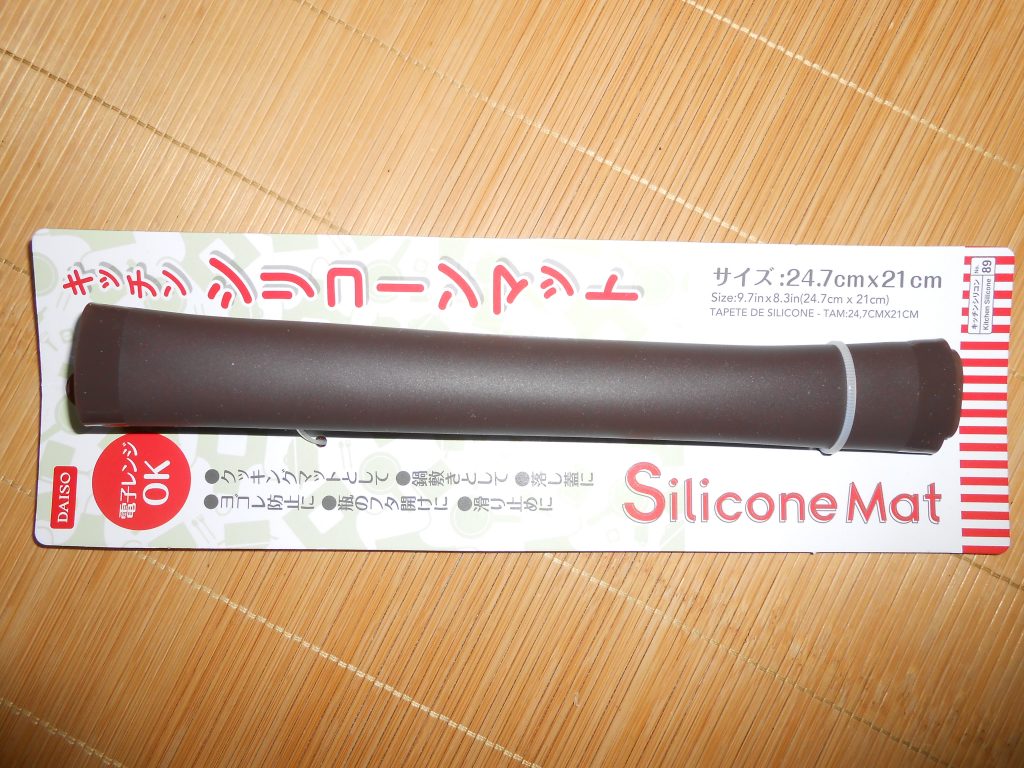 キッチン シリコーンマット
サイズ:24.7cmx21cm
Size:9.7inx8.3in(24.7cm x 21cm)
TAPETE DE SILICONE - TAM:24,7CMX21CM
キッチンシリコン
Kitchen Silicone
No.
89
DAISO
電子レンジ
OK
●クッキングマットとして ●鍋敷きとして ●落し蓋に
●ヨゴレ防止に ●瓶のフタ開けに ●滑り止めに
Silicone Mat